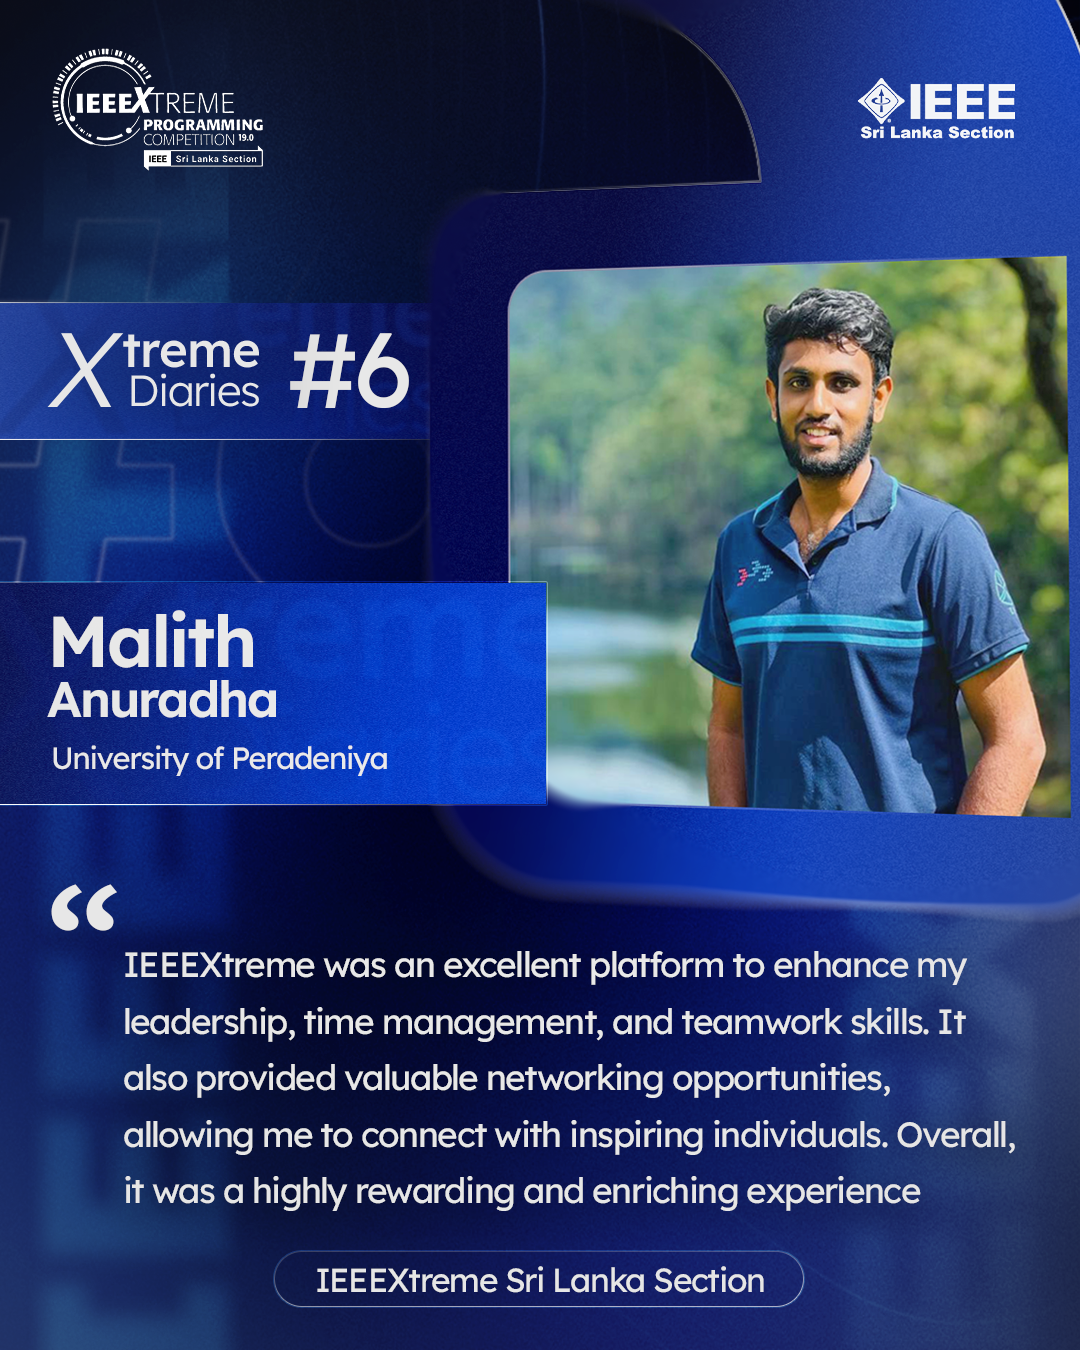 IEEEXTREME
PROGRAMMING
COMPETITION 19.0
IEEE Sri Lanka Section
IEEE
Sri Lanka Section
Xtreme
Diaries
#6
Malith
Anuradha
University of Peradeniya
“
IEEEXtreme was an excellent platform to enhance my
leadership, time management, and teamwork skills. It
also provided valuable networking opportunities,
allowing me to connect with inspiring individuals. Overall,
it was a highly rewarding and enriching experience
IEEEXtreme Sri Lanka Section